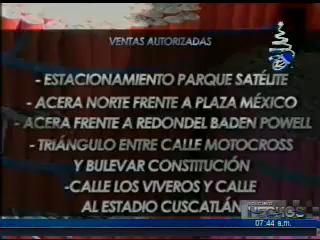 VENTAS AUTORIZADAS
- ESTACIONAMIENTO PARQUE SATÉLITE
- ACERA NORTE FRENTE A PLAZA MÉXICO
- ACERA FRENTE A REDONDEL BADEN POWELL
- TRIÁNGULO ENTRE CALLE MOTOCROSS
Y BULEVAR CONSTITUCIÓN
-CALLE LOS VIVEROS Y CALLE
AL ESTADIO CUSCATLÁN
HECHOS
07:44 a.m.